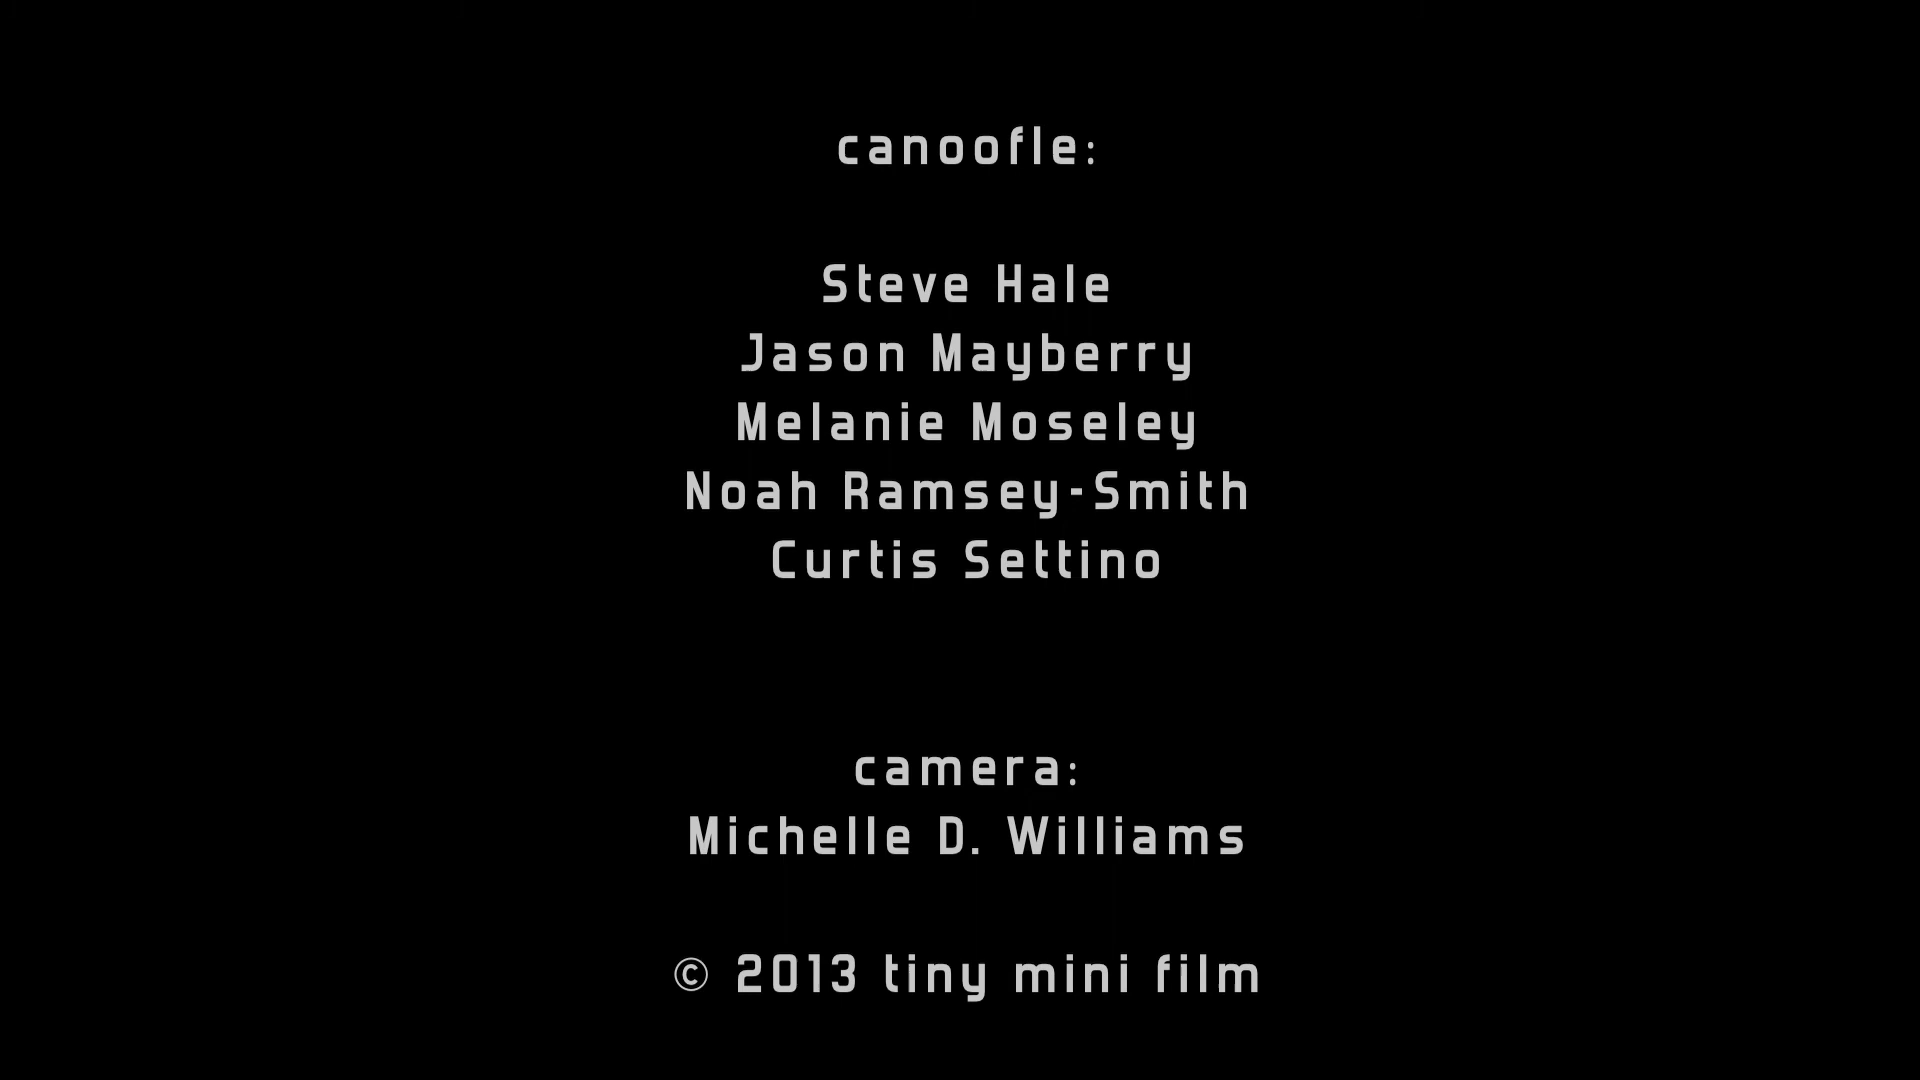 canoofle:
Steve Hale
Jason Mayberry
Melanie Moseley
Noah Ramsey-Smith
Curtis Settino
camera:
Michelle D. Williams
© 2013 tiny mini film